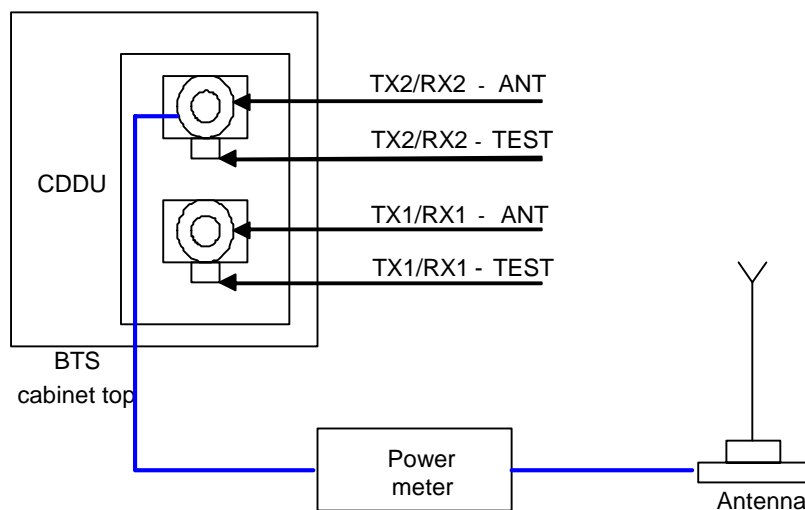 TX2/RX2 - ANT
TX2/RX2 - TEST
CDDU
TX1/RX1 - ANT
TX1/RX1 - TEST
BTS
cabinet top
Power
meter
Antenna